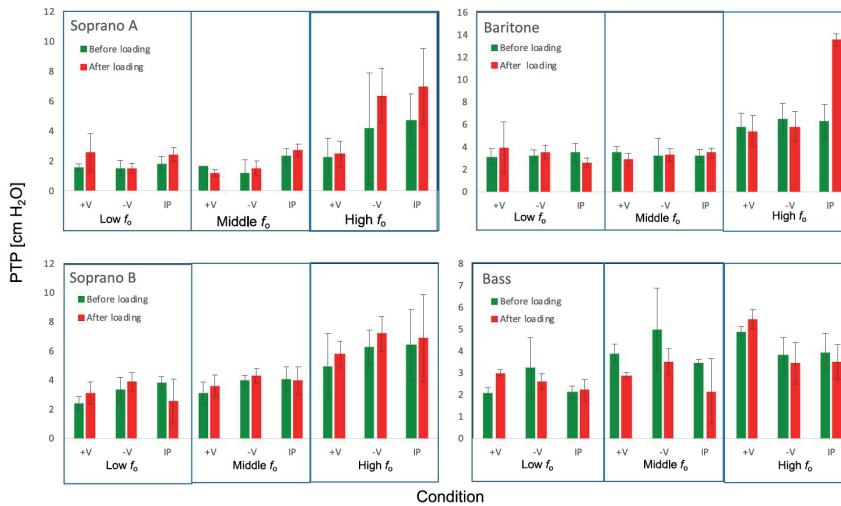 Soprano A
Before loading
After loading
12
10
8
6
4
2
0
+V -V IP +V -V IP +V -V IP
Low fo Middle fo High fo
Baritone
Before loading
After loading
16
14
12
10
8
6
4
2
0
+V -V IP +V -V IP +V -V IP
Low fo Middle fo High fo
PTP [cm H2O]
Soprano B
Before loading
After loading
12
10
8
6
4
2
0
+V -V IP +V -V IP +V -V IP
Low fo Middle fo High fo
Bass
Before loading
After loading
8
7
6
5
4
3
2
1
0
+V -V IP +V -V IP +V -V IP
Low fo Middle fo High fo
Condition